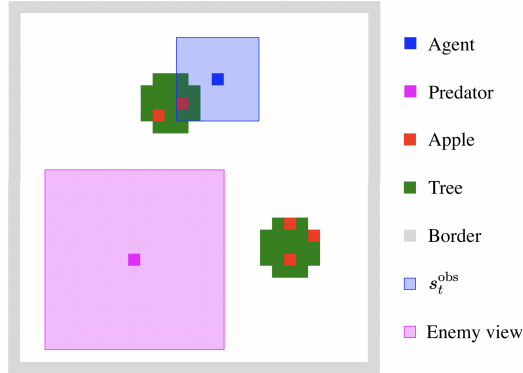 Agent
Predator
Apple
Tree
Border
s_t^obs
Enemy view